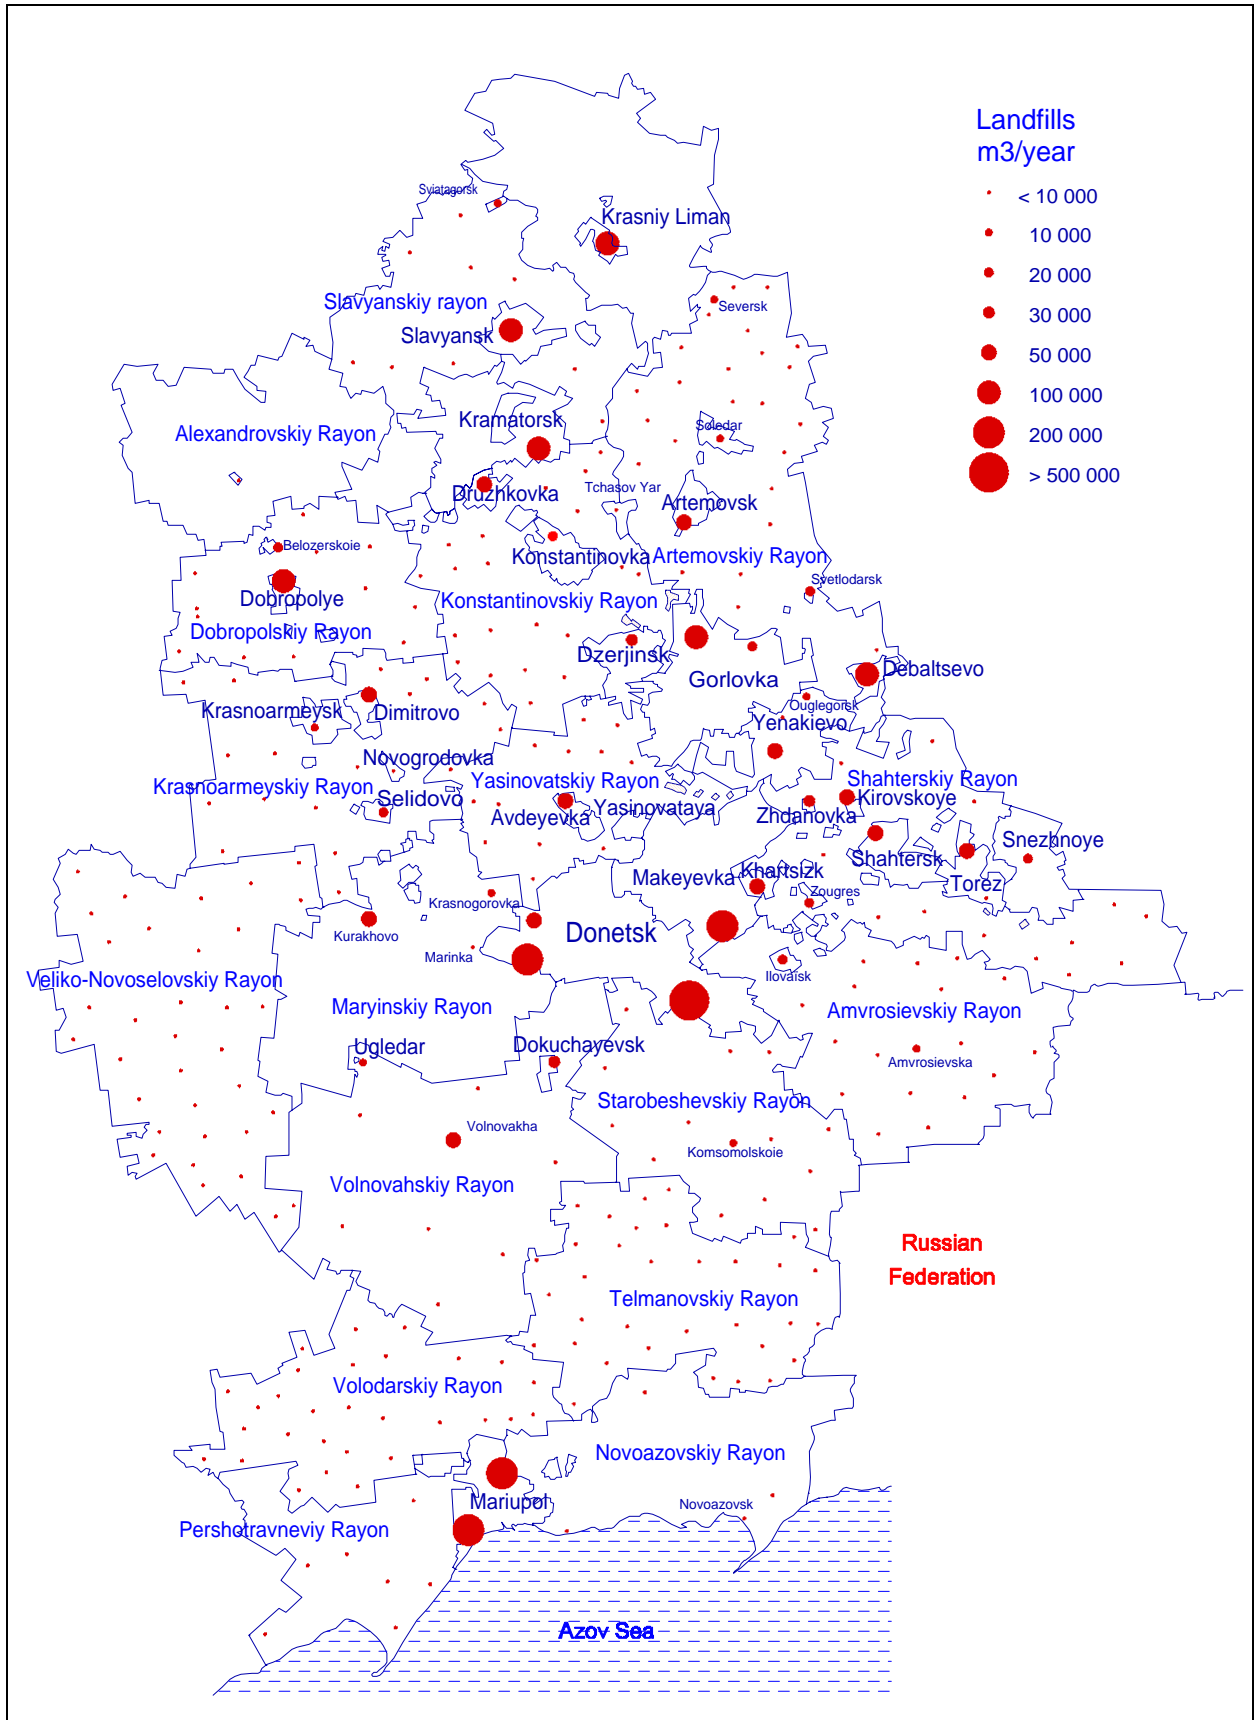 Landfills
m3/year
< 10 000
10 000
20 000
30 000
50 000
100 000
200 000
> 500 000
Sviatagorsk
Krasniy Liman
Slavyanskiy rayon
Seversk
Slavyansk
Kramatorsk
Alexandrovskiy Rayon
Soledar
Druzhkovka
Tchasov Yar
Artemovsk
Belozerskoie
Konstantinovka
Artemovskiy Rayon
Svetlodarsk
Dobropolye
Konstantinovskiy Rayon
Dobropolskiy Rayon
Dzerjinsk
Gorlovka
Debaltsevo
Ouglegorsk
Krasnoarmeysk
Dimitrovo
Yenakievo
Novogrodovka
Krasnoarmeyskiy Rayon
Yasinovatskiy Rayon
Shahterskiy Rayon
Selidovo
Kirovskoye
Avdeyevka
Yasinovataya
Zhdanovka
Snezhnoye
Shahtersk
Makeyevka
Khartsizk
Torez
Zougres
Krasnogorovka
Kurakhovo
Donetsk
Marinka
Ilovaisk
Veliko-Novoselovskiy Rayon
Maryinskiy Rayon
Amvrosievskiy Rayon
Ugledar
Dokuchayevsk
Amvrosievska
Starobeshevskiy Rayon
Volnovakha
Komsomolskoie
Volnovahskiy Rayon
Russian
Federation
Telmanovskiy Rayon
Volodarskiy Rayon
Novoazovskiy Rayon
Mariupol
Novoazovsk
Pershotravneviy Rayon
Azov Sea